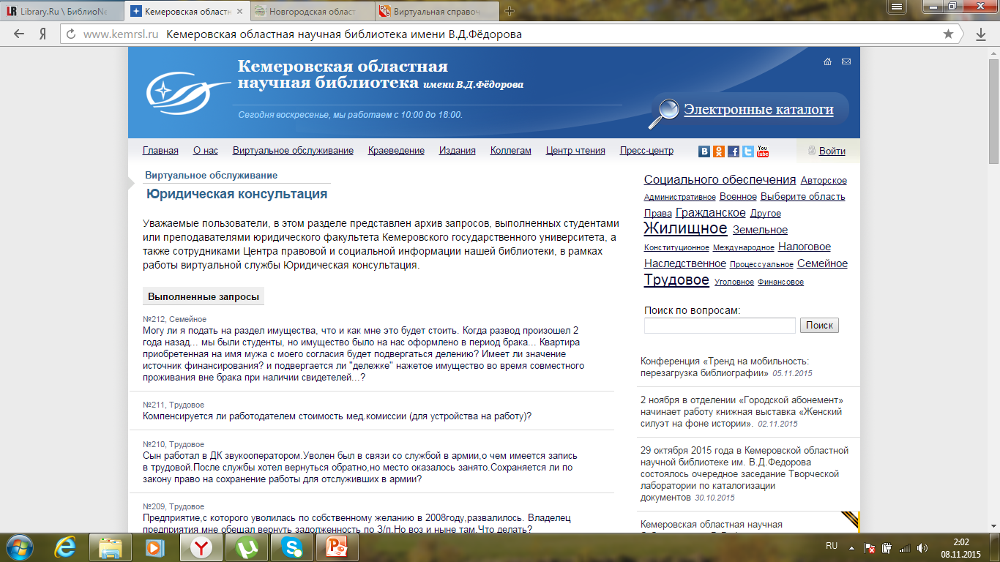 Library.Ru \ БиблиоNe
Кемеровская областн
Новгородская област
Виртуальная справоч
www.kemrsl.ru Кемеровская областная научная библиотека имени В.Д.Фёдорова
Кемеровская областная
научная библиотека имени В.Д.Фёдорова
Сегодня воскресенье, мы работаем с 10:00 до 18:00.
Электронные каталоги
Главная О нас Виртуальное обслуживание Краеведение Издания Коллегам Центр чтения Пресс-центр Войти
Виртуальное обслуживание
Юридическая консультация
Уважаемые пользователи, в этом разделе представлен архив запросов, выполненных студентами
или преподавателями юридического факультета Кемеровского государственного университета, а
также сотрудниками Центра правовой и социальной информации нашей библиотеки, в рамках
работы виртуальной службы Юридическая консультация.
Выполненные запросы
№212, Семейное
Могу ли я подать на раздел имущества, что и как мне это будет стоить. Когда развод произошел 2
года назад... мы были студенты, но имущество было на нас оформлено в период брака... Квартира
приобретенная на имя мужа с моего согласия будет подвергаться делению? Имеет ли значение
источник финансирования? и подвергается ли "дележке" нажетое имущество во время совместного
проживания вне брака при наличии свидетелей...?
№211, Трудовое
Компенсируется ли работодателем стоимость мед.комиссии (для устройства на работу)?
№210, Трудовое
Сын работал в ДК звукооператором.Уволен был в связи со службой в армии,о чем имеется запись
в трудовой.После службы хотел вернуться обратно,но место оказалось занято.Сохраняется ли по
закону право на сохранение работы для отслуживших в армии?
№209, Трудовое
Предприятие,с которого уволилась по собственному желанию в 2008году,развалилось. Владелец
предприятия мне обещал вернуть задолженность по З/п.Но воз и ныне там.Что делать?
Социального обеспечения Авторское
Административное Военное Выберите область
Права Гражданское Другое
Жилищное Земельное
Конституционное Международное Налоговое
Наследственное Процессуальное Семейное
Трудовое Уголовное Финансовое
Поиск по вопросам:
Поиск
Конференция «Тренд на мобильность:
перезагрузка библиографии» 05.11.2015
2 ноября в отделении «Городской абонемент»
начинает работу книжная выставка «Женский
силуэт на фоне истории». 02.11.2015
29 октября 2015 года в Кемеровской областной
научной библиотеке им. В.Д.Федорова
состоялось очередное заседание Творческой
лаборатории по каталогизации
документов 30.10.2015
Кемеровская областная научная
RU
2:02
08.11.2015